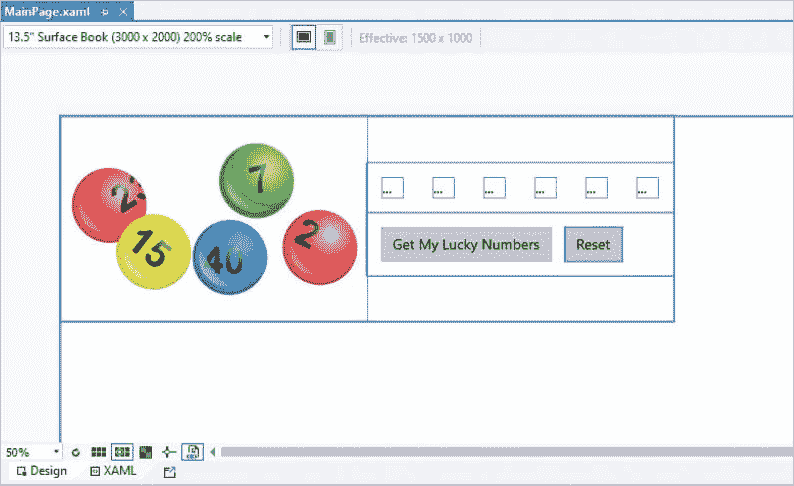 MainPage.xaml
13.5" Surface Book (3000 x 2000) 200% scale
Effective: 1500 x 1000
7
23
15
40
2
... ... ... ... ... ...
Get My Lucky Numbers Reset
50%
Design XAML